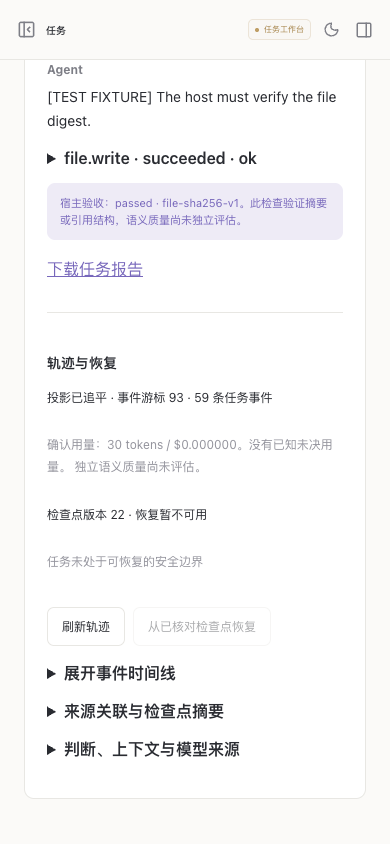 任务
任务工作台
Agent
[TEST FIXTURE] The host must verify the file
digest.
file.write · succeeded · ok
宿主验收：passed · file-sha256-v1。此检查验证摘要
或引用结构，语义质量尚未独立评估。
下载任务报告
轨迹与恢复
投影已追平 · 事件游标 93 · 59 条任务事件
确认用量：30 tokens / $0.000000。没有已知未决用
量。 独立语义质量尚未评估。
检查点版本 22 · 恢复暂不可用
任务未处于可恢复的安全边界
刷新轨迹
从已核对检查点恢复
展开事件时间线
来源关联与检查点摘要
判断、上下文与模型来源